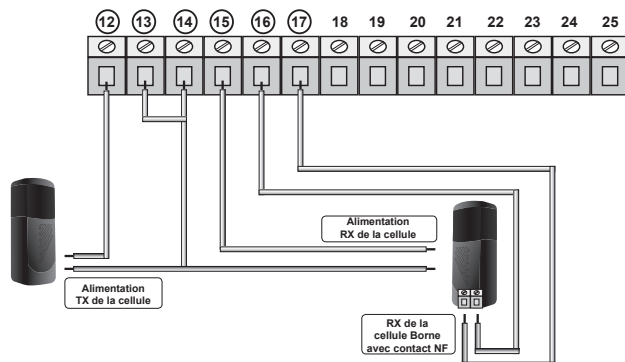 12 13 14 15 16 17 18 19 20 21 22 23 24 25
Alimentation
RX de la cellule
Alimentation
TX de la cellule
RX de la
cellule Borne
avec contact NF